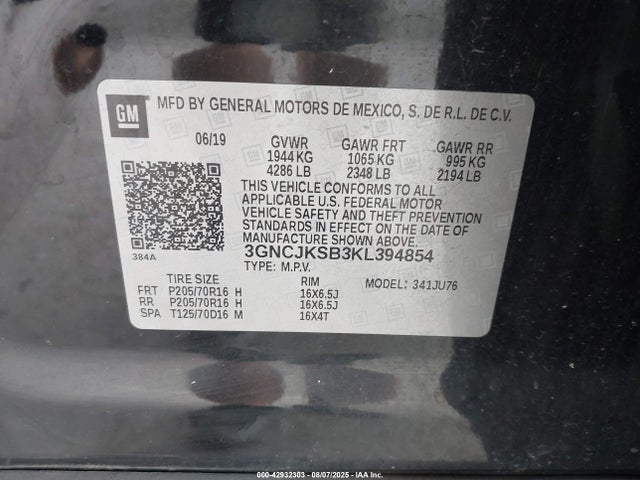 GM
MFD BY GENERAL MOTORS DE MEXICO, S. DE R.L. DE C.V.
06/19 GVWR GAWR FRT GAWR RR
1944 KG 1065 KG 995 KG
4286 LB 2348 LB 2194 LB
THIS VEHICLE CONFORMS TO ALL
APPLICABLE U.S. FEDERAL MOTOR
VEHICLE SAFETY AND THEFT PREVENTION
STANDARDS IN EFFECT ON THE DATE OF
MANUFACTURE SHOWN ABOVE.
384A
3GNCJKSB3KL394854
TYPE: M.P.V.
TIRE SIZE RIM MODEL: 341JU76
FRT P205/70R16 H 16X6.5J
RR P205/70R16 H 16X6.5J
SPA T125/70D16 M 16X4T
000-42932303 - 08/07/2025 - IAA Inc.